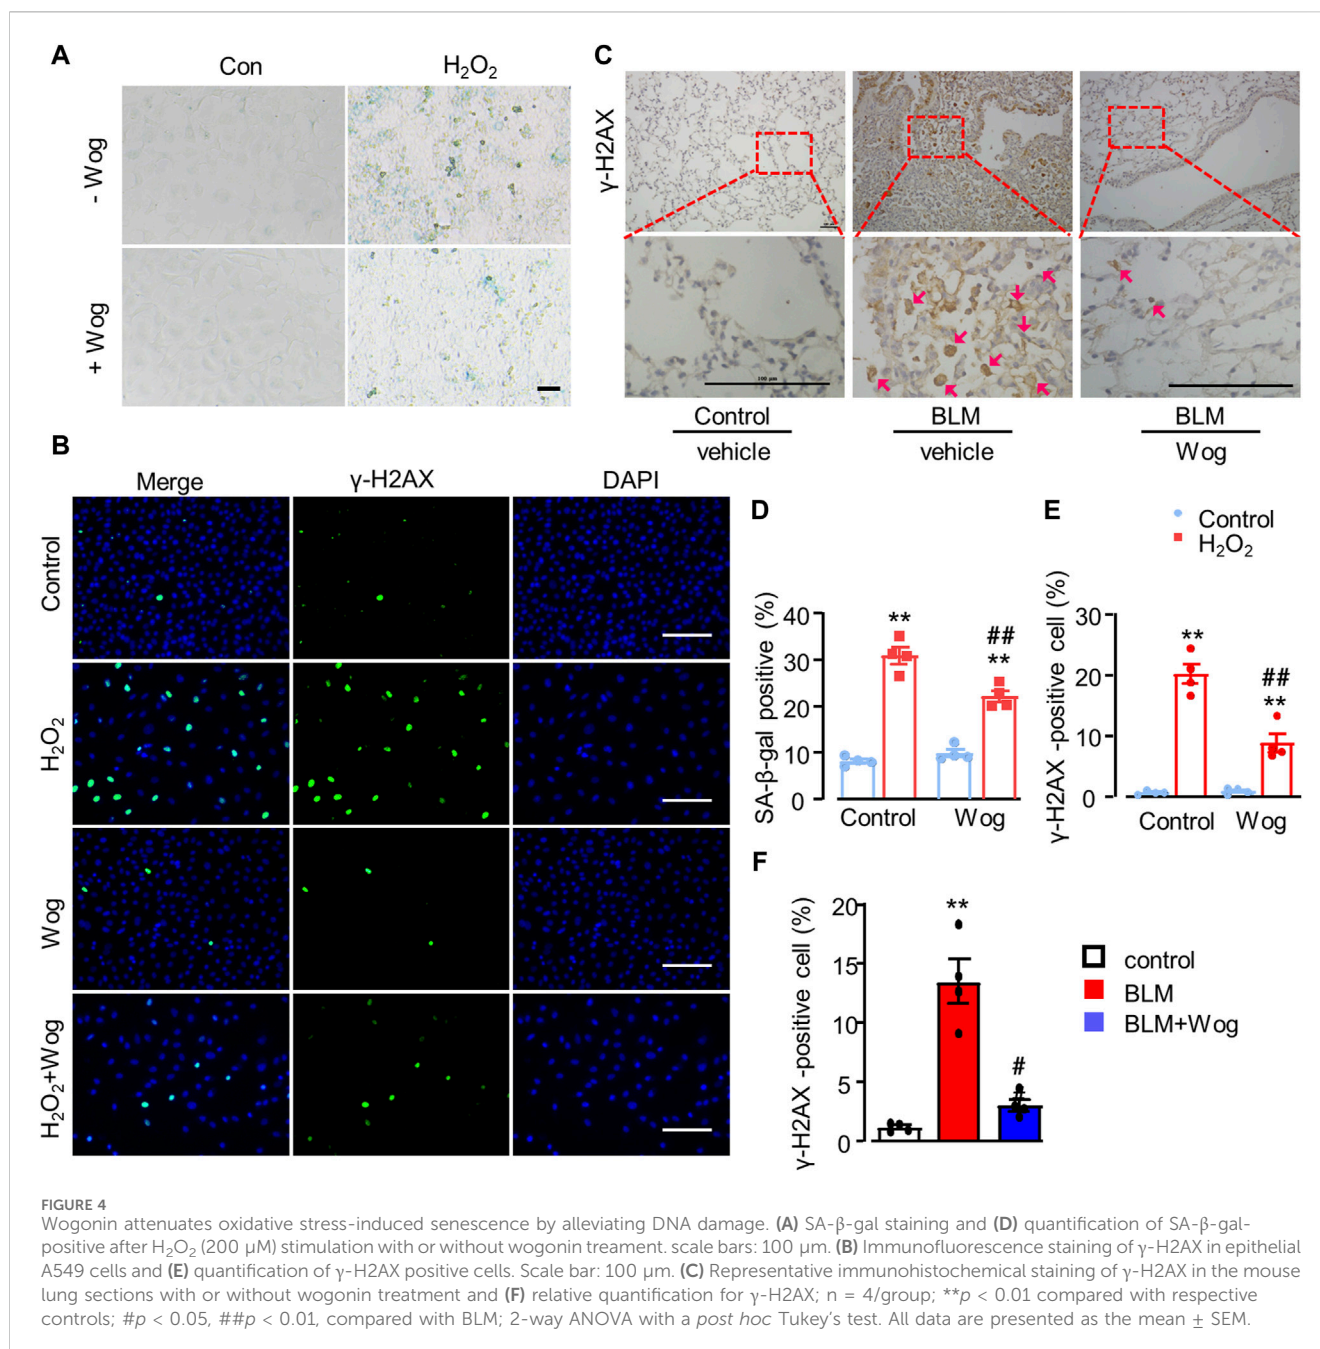 A
Con
H₂O₂
- Wog
+ Wog
B
Merge
γ-H2AX
DAPI
Control
H₂O₂
Wog
H₂O₂+Wog
C
γ-H2AX
100 μm
Control
vehicle
BLM
vehicle
BLM
Wog
D
SA-β-gal positive (%)
40
30
20
10
0
**
##
**
Control
Wog
E
Control
H₂O₂
γ-H2AX -positive cell (%)
30
20
10
0
**
##
**
Control
Wog
F
γ-H2AX -positive cell (%)
20
15
10
5
0
**
#
#
control
BLM
BLM+Wog
FIGURE 4
Wogonin attenuates oxidative stress-induced senescence by alleviating DNA damage. (A) SA-β-gal staining and (D) quantification of SA-β-gal-
positive after H₂O₂ (200 μM) stimulation with or without wogonin treament. scale bars: 100 μm. (B) Immunofluorescence staining of γ-H2AX in epithelial
A549 cells and (E) quantification of γ-H2AX positive cells. Scale bar: 100 μm. (C) Representative immunohistochemical staining of γ-H2AX in the mouse
lung sections with or without wogonin treatment and (F) relative quantification for γ-H2AX; n = 4/group; **p < 0.01 compared with respective
controls; #p < 0.05, ##p < 0.01, compared with BLM; 2-way ANOVA with a post hoc Tukey's test. All data are presented as the mean ± SEM.